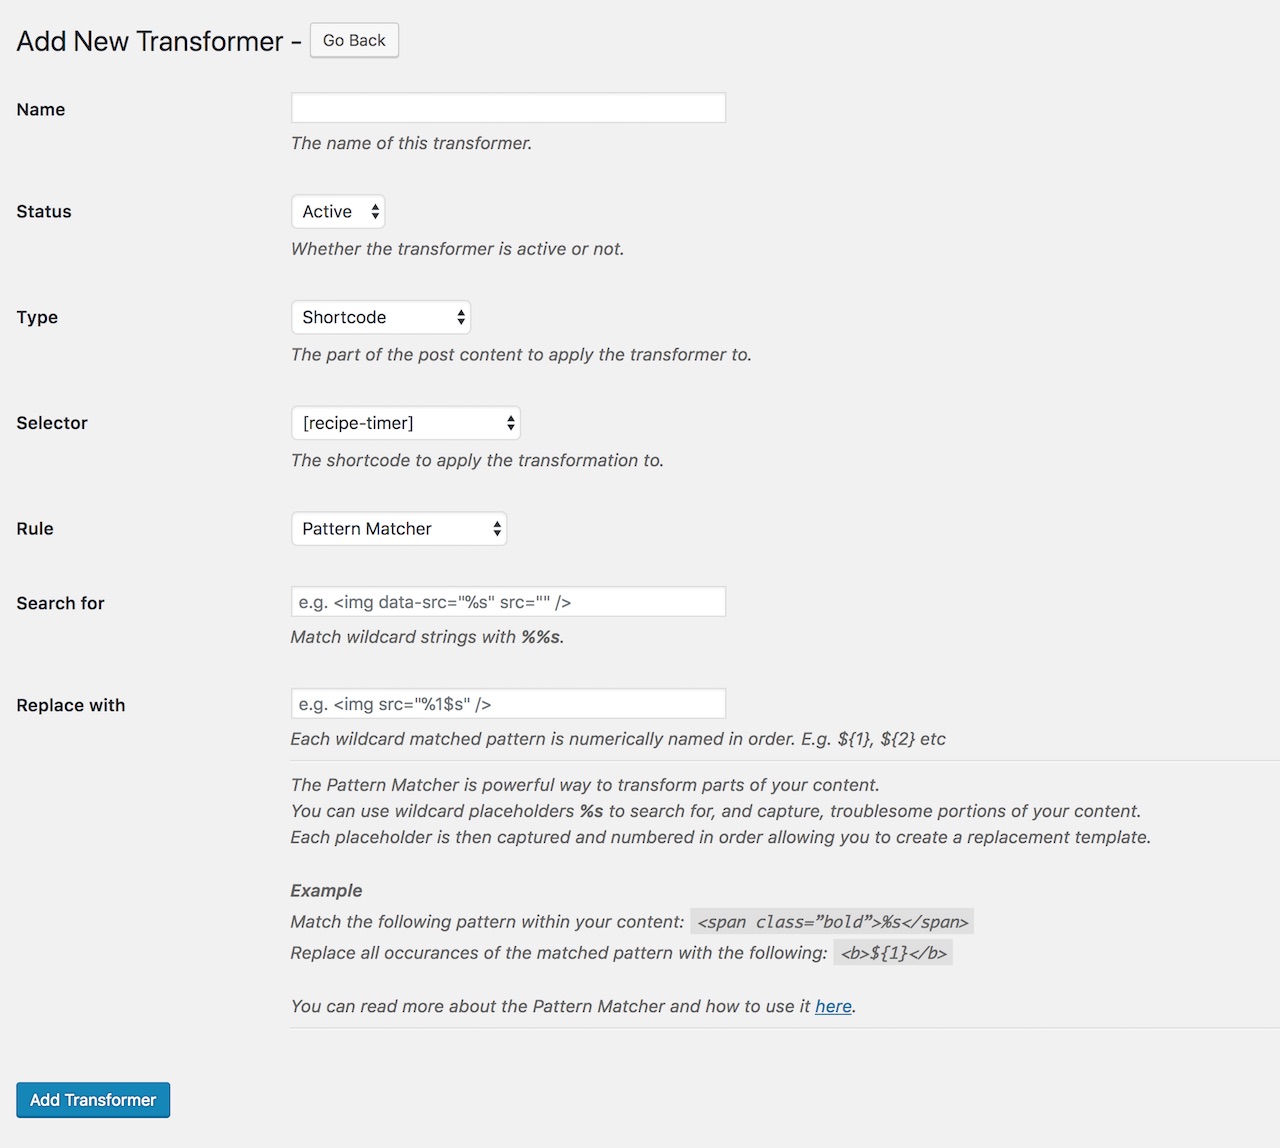 Add New Transformer – Go Back
Name
The name of this transformer.
Status
Active
Whether the transformer is active or not.
Type
Shortcode
The part of the post content to apply the transformer to.
Selector
[recipe-timer]
The shortcode to apply the transformation to.
Rule
Pattern Matcher
Search for
e.g. <img data-src="%s" src="" />
Match wildcard strings with %%s.
Replace with
e.g. <img src="%1$s" />
Each wildcard matched pattern is numerically named in order. E.g. ${1}, ${2} etc
The Pattern Matcher is powerful way to transform parts of your content.
You can use wildcard placeholders %s to search for, and capture, troublesome portions of your content.
Each placeholder is then captured and numbered in order allowing you to create a replacement template.
Example
Match the following pattern within your content: <span class=”bold”>%s</span>
Replace all occurances of the matched pattern with the following: <b>${1}</b>
You can read more about the Pattern Matcher and how to use it here.
Add Transformer